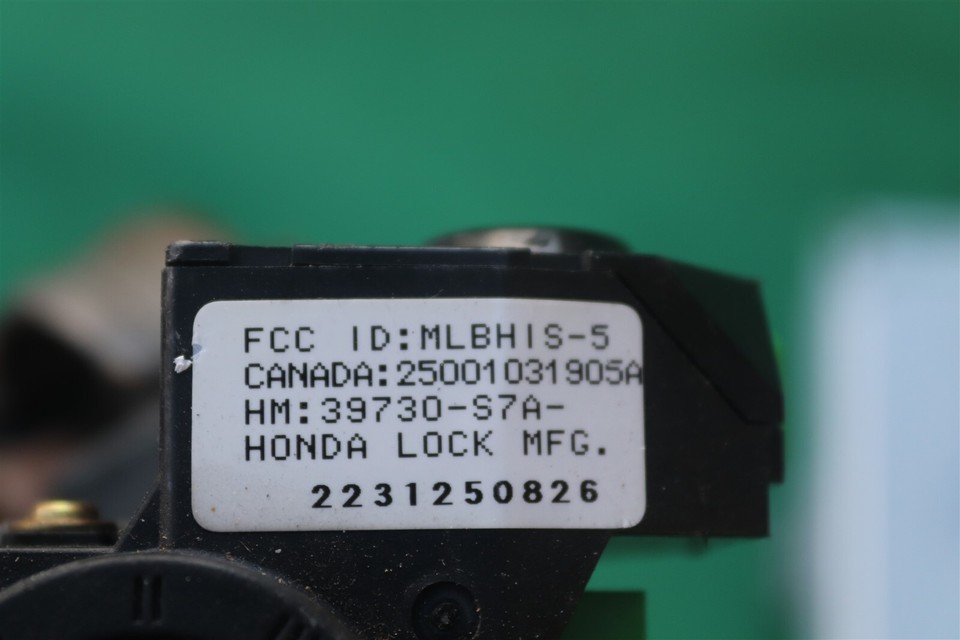 FCC ID:MLBHIS-5
CANADA:25001031905A
HM:39730-S7A-
HONDA LOCK MFG.
2231250826